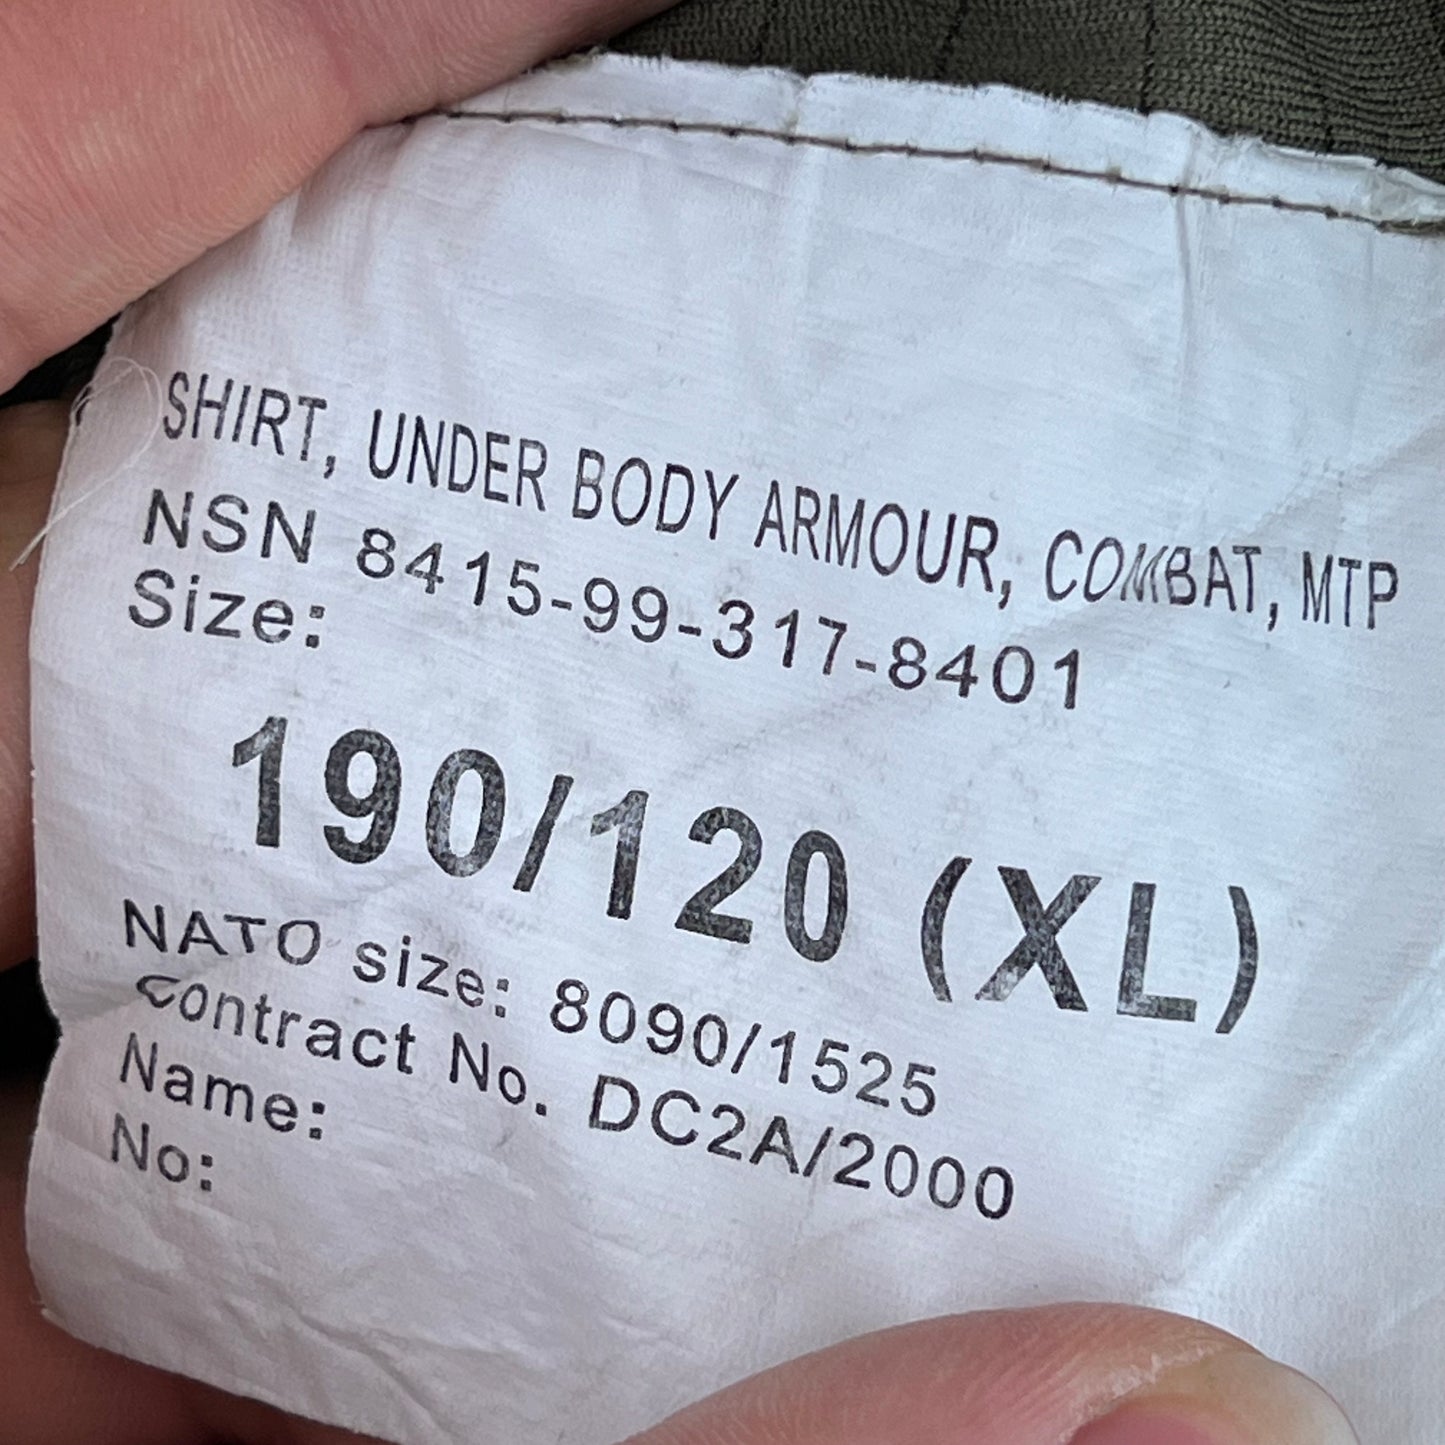 SHIRT, UNDER BODY ARMOUR, COMBAT, MTP
NSN 8415-99-317-8401
Size:
190/120 (XL)
NATO size: 8090/1525
Contract No. DC2A/2000
Name:
No: